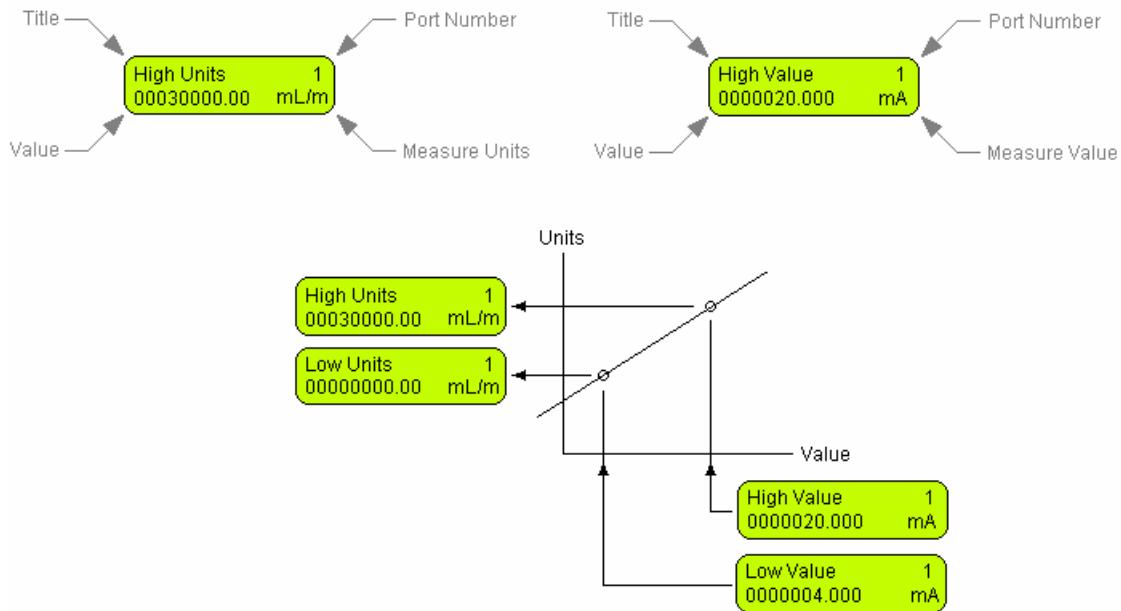 Title
Port Number
High Units 1
00030000.00 mL/m
Value
Measure Units
Title
Port Number
High Value 1
0000020.000 mA
Value
Measure Value
Units
High Units 1
00030000.00 mL/m
Low Units 1
00000000.00 mL/m
Value
High Value 1
0000020.000 mA
Low Value 1
0000004.000 mA